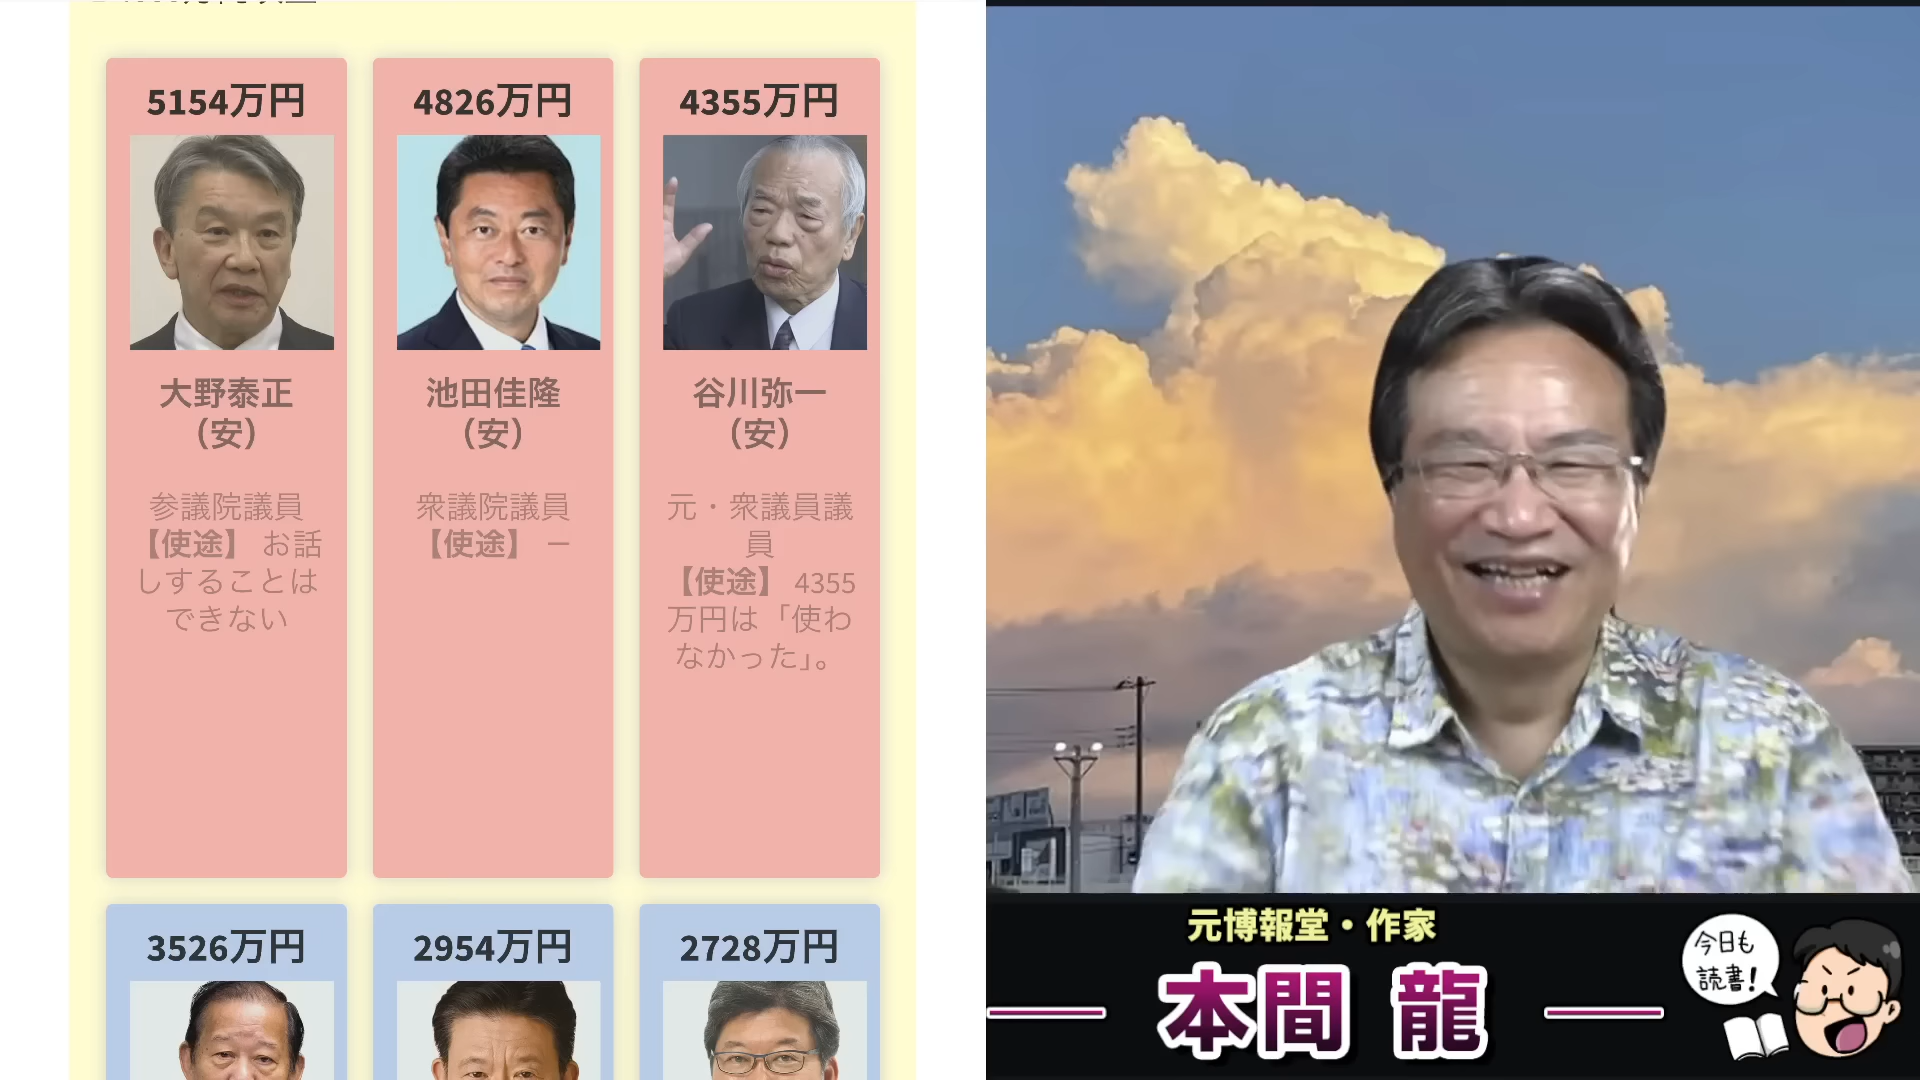 5154万円
大野泰正
（安）
参議院議員
【使途】 お話
しすることは
できない
4826万円
池田佳隆
（安）
衆議院議員
【使途】 ー
4355万円
谷川弥一
（安）
元・衆議員議
員
【使途】 4355
万円は「使わ
なかった」。
3526万円
2954万円
2728万円
元博報堂・作家
本間 龍
今日も
読書!